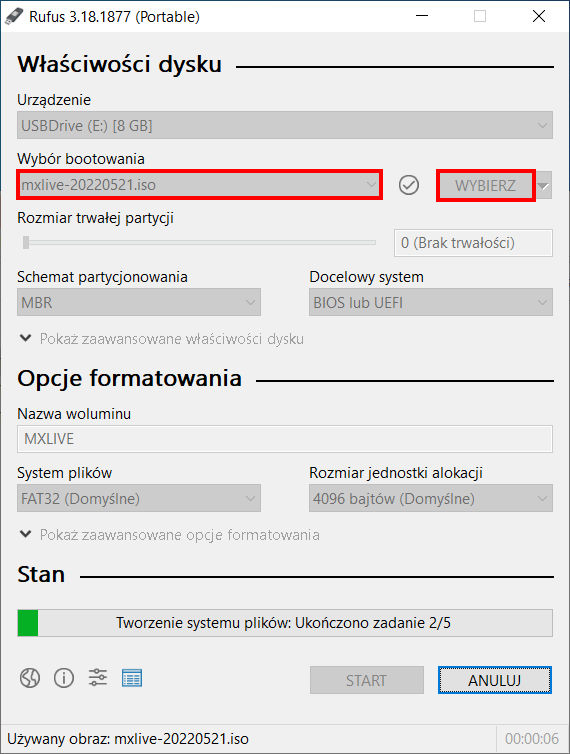 Rufus 3.18.1877 (Portable)
Właściwości dysku
Urządzenie
USBDrive (E:) [8 GB]
Wybór bootowania
mxlive-20220521.iso
WYBIERZ
Rozmiar trwałej partycji
0 (Brak trwałości)
Schemat partycjonowania
Docelowy system
MBR
BIOS lub UEFI
Pokaż zaawansowane właściwości dysku
Opcje formatowania
Nazwa woluminu
MXLIVE
System plików
Rozmiar jednostki alokacji
FAT32 (Domyślne)
4096 bajtów (Domyślne)
Pokaż zaawansowane opcje formatowania
Stan
Tworzenie systemu plików: Ukończono zadanie 2/5
START
ANULUJ
Używany obraz: mxlive-20220521.iso
00:00:06